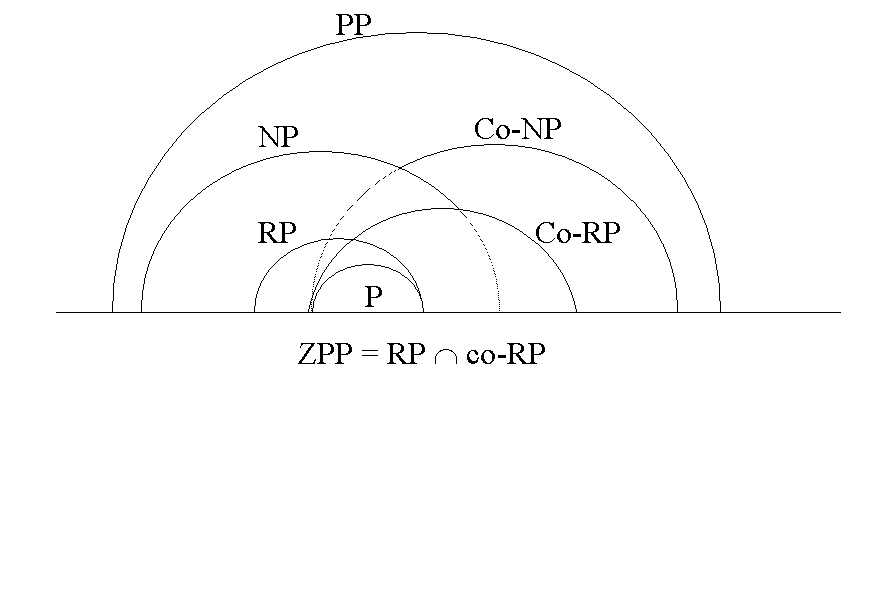 PP
NP
Co-NP
RP
Co-RP
P
ZPP = RP ∩ co-RP